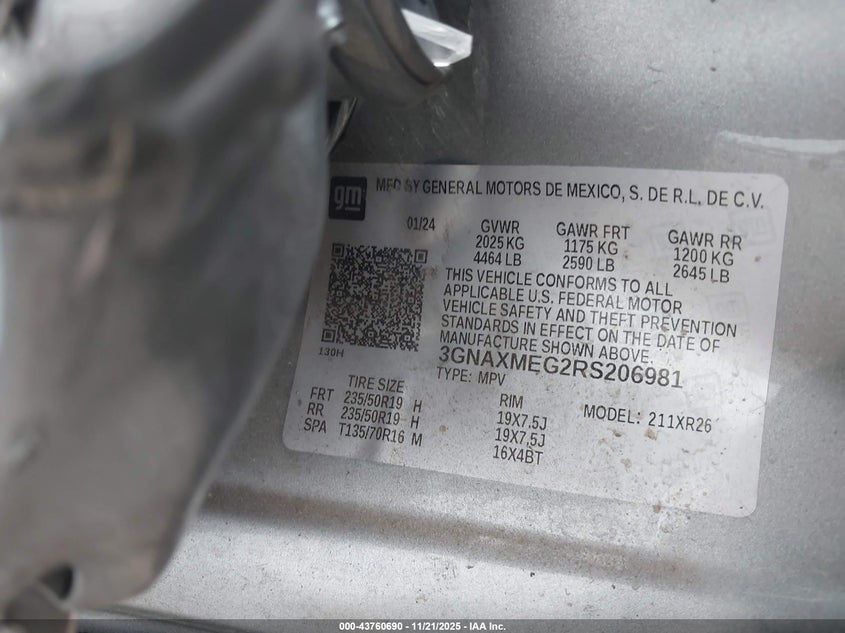 gm MFD BY GENERAL MOTORS DE MEXICO, S. DE R.L. DE C.V.
01/24 GVWR GAWR FRT GAWR RR
2025 KG 1175 KG 1200 KG
4464 LB 2590 LB 2645 LB
THIS VEHICLE CONFORMS TO ALL
APPLICABLE U.S. FEDERAL MOTOR
VEHICLE SAFETY AND THEFT PREVENTION
STANDARDS IN EFFECT ON THE DATE OF
MANUFACTURE SHOWN ABOVE.
130H
3GNAXMEG2RS206981
TYPE: MPV
TIRE SIZE RIM MODEL: 211XR26
FRT 235/50R19 H 19X7.5J
RR 235/50R19 H 19X7.5J
SPA T135/70R16 M 16X4BT
000-43760690 - 11/21/2025 - IAA Inc.